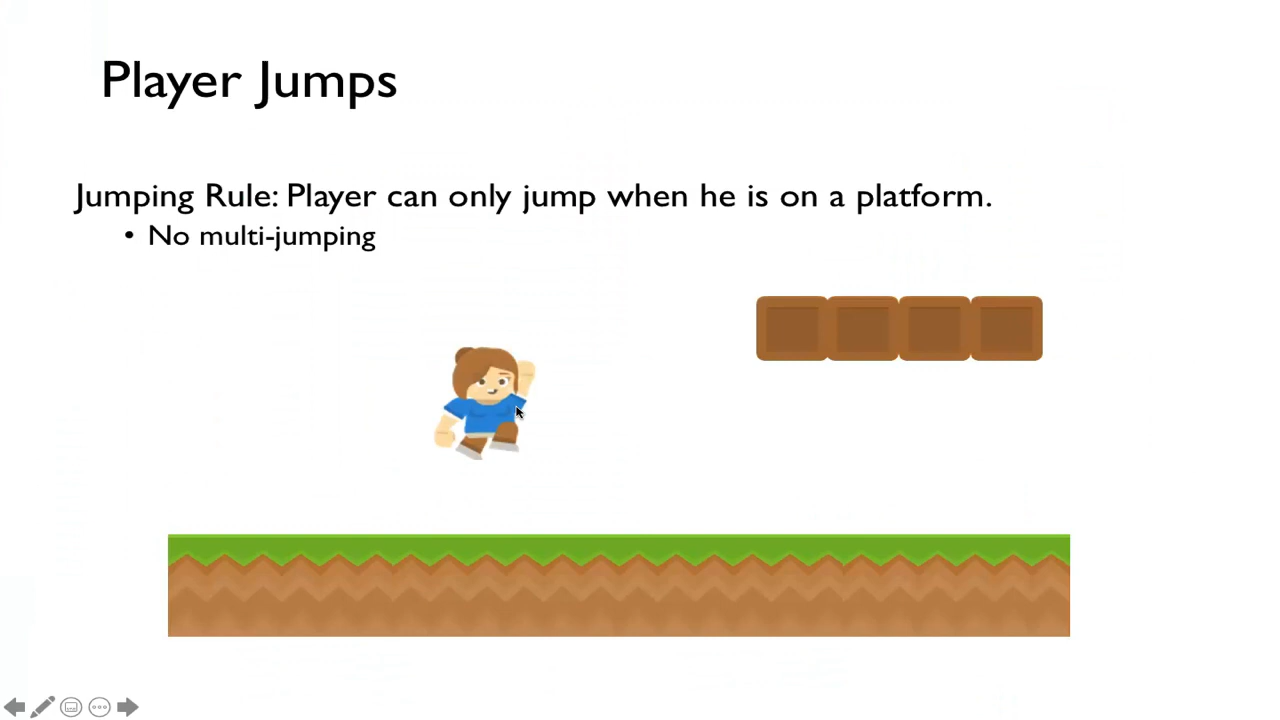 Player Jumps
Jumping Rule: Player can only jump when he is on a platform.
• No multi-jumping